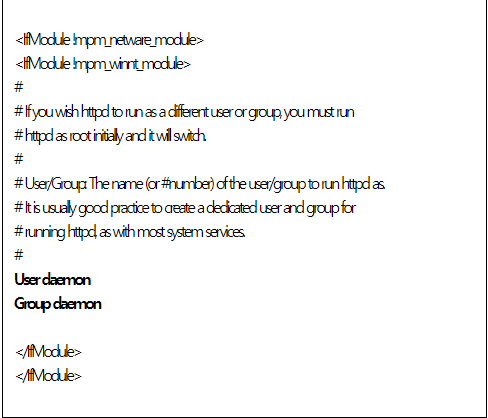 <IfModule !mpm_netware_module>
<IfModule !mpm_winnt_module>
#
# If you wish httpd to run as a different user or group, you must run
# httpd as root initially and it will switch.
#
# User/Group: The name (or #number) of the user/group to run httpd as.
# It is usually good practice to create a dedicated user and group for
# running httpd, as with most system services.
#
User daemon
Group daemon
</IfModule>
</IfModule>